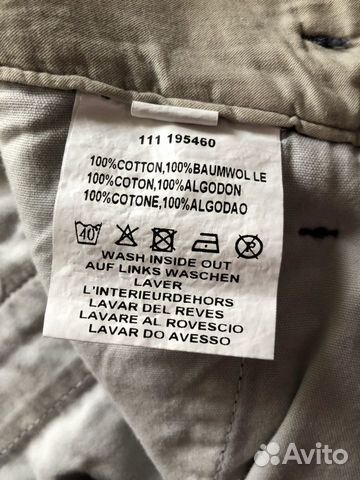 111 195460
100%COTTON,100%BAUMWOL LE
100%COTON,100%ALGODON
100%COTONE,100%ALGODAO
40
WASH INSIDE OUT
AUF LINKS WASCHEN
LAVER
L'INTERIEURDEHORS
LAVAR DEL REVES
LAVARE AL ROVESCIO
LAVAR DO AVESSO
Avito